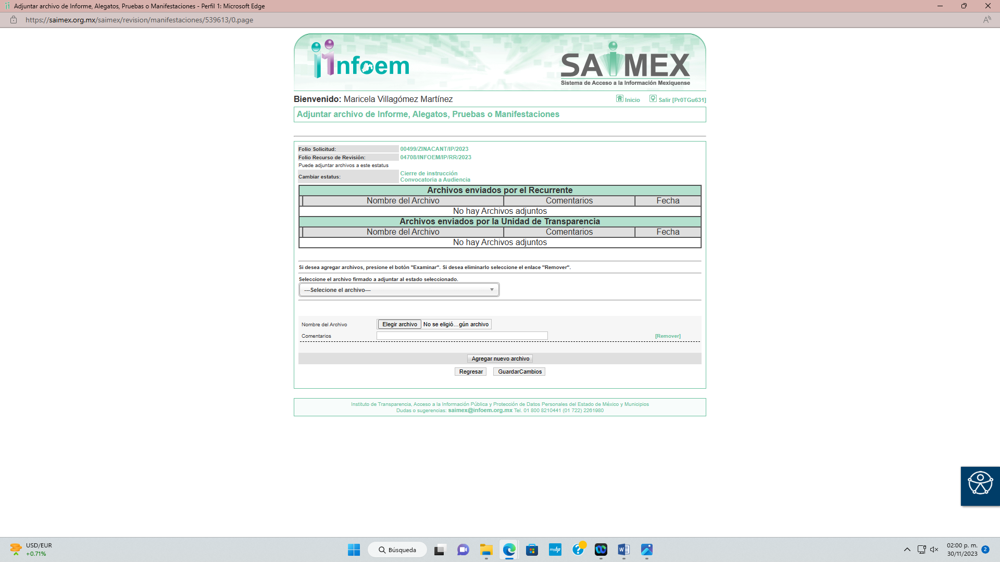 Adjuntar archivo de Informe, Alegatos, Pruebas o Manifestaciones - Perfil 1: Microsoft Edge
https://saimex.org.mx/saimex/revision/manifestaciones/539613/0.page
infoem
SAIMEX
Sistema de Acceso a la Información Mexiquense
Bienvenido: Maricela Villagómez Martínez
Inicio Salir [Pr0TGu631]
Adjuntar archivo de Informe, Alegatos, Pruebas o Manifestaciones
Folio Solicitud: 00499/ZINACANT/IP/2023
Folio Recurso de Revisión: 04708/INFOEM/IP/RR/2023
Puede adjuntar archivos a este estatus
Cambiar estatus: Cierre de instrucción
Convocatoria a Audiencia
Archivos enviados por el Recurrente
Nombre del Archivo Comentarios Fecha
No hay Archivos adjuntos
Archivos enviados por la Unidad de Transparencia
Nombre del Archivo Comentarios Fecha
No hay Archivos adjuntos
Si desea agregar archivos, presione el botón "Examinar". Si desea eliminarlo seleccione el enlace "Remover".
Seleccione el archivo firmado a adjuntar al estado seleccionado.
---Selecione el archivo---
Nombre del Archivo Elegir archivo No se eligió...gún archivo
Comentarios [Remover]
Agregar nuevo archivo
Regresar GuardarCambios
Instituto de Transparencia, Acceso a la Información Pública y Protección de Datos Personales del Estado de México y Municipios
Dudas o sugerencias: saimex@infoem.org.mx Tel. 01 800 8210441 (01 722) 2261980
USD/EUR
+0.71%
Búsqueda
myhp
02:00 p. m.
30/11/2023
2